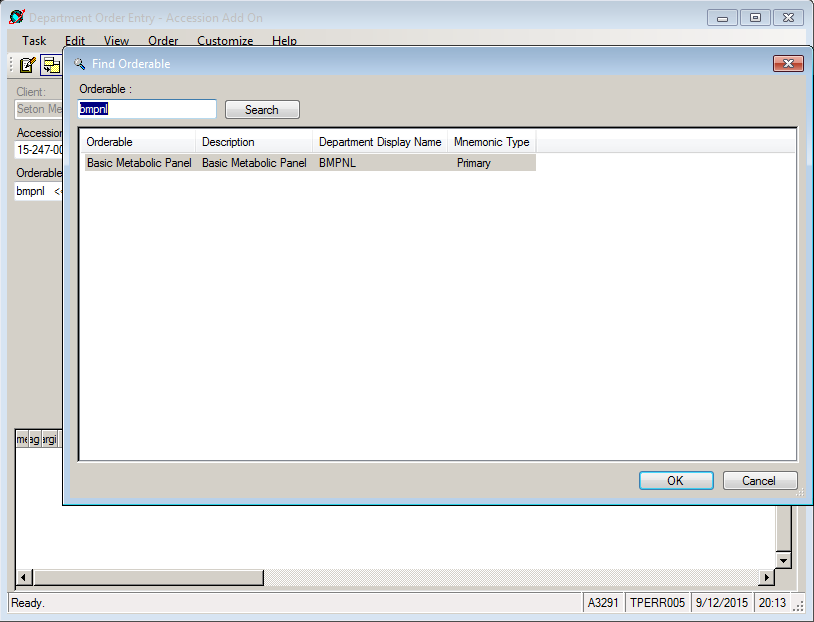 Department Order Entry - Accession Add On
Task Edit View Order Customize Help
Find Orderable
Client:
Seton Me
Accession
15-247-00
Orderable
bmpnl <
Orderable :
bmpnl
Search
Orderable Description Department Display Name Mnemonic Type
Basic Metabolic Panel Basic Metabolic Panel BMPNL Primary
OK Cancel
me ag argi
Ready. A3291 TPERR005 9/12/2015 20:13